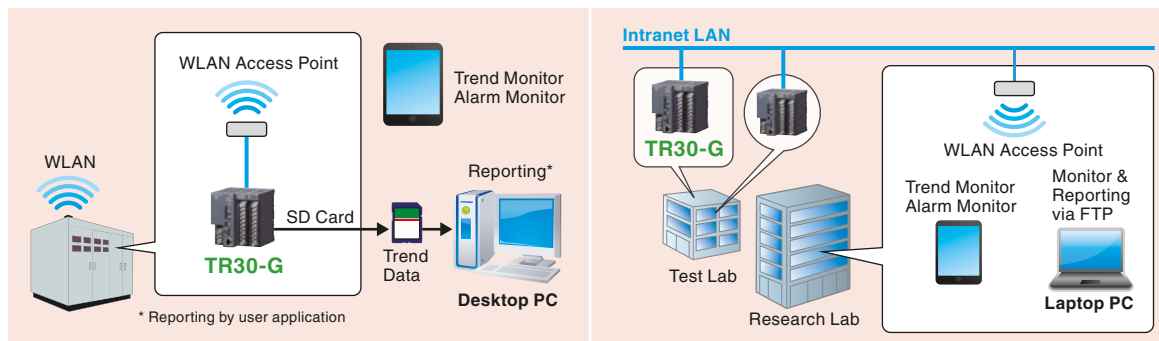 WLAN Access Point
WLAN
TR30-G
SD Card
Trend
Data
Trend Monitor
Alarm Monitor
Reporting*
Desktop PC
* Reporting by user application
Intranet LAN
TR30-G
Test Lab
Research Lab
WLAN Access Point
Trend Monitor
Alarm Monitor
Monitor &
Reporting
via FTP
Laptop PC